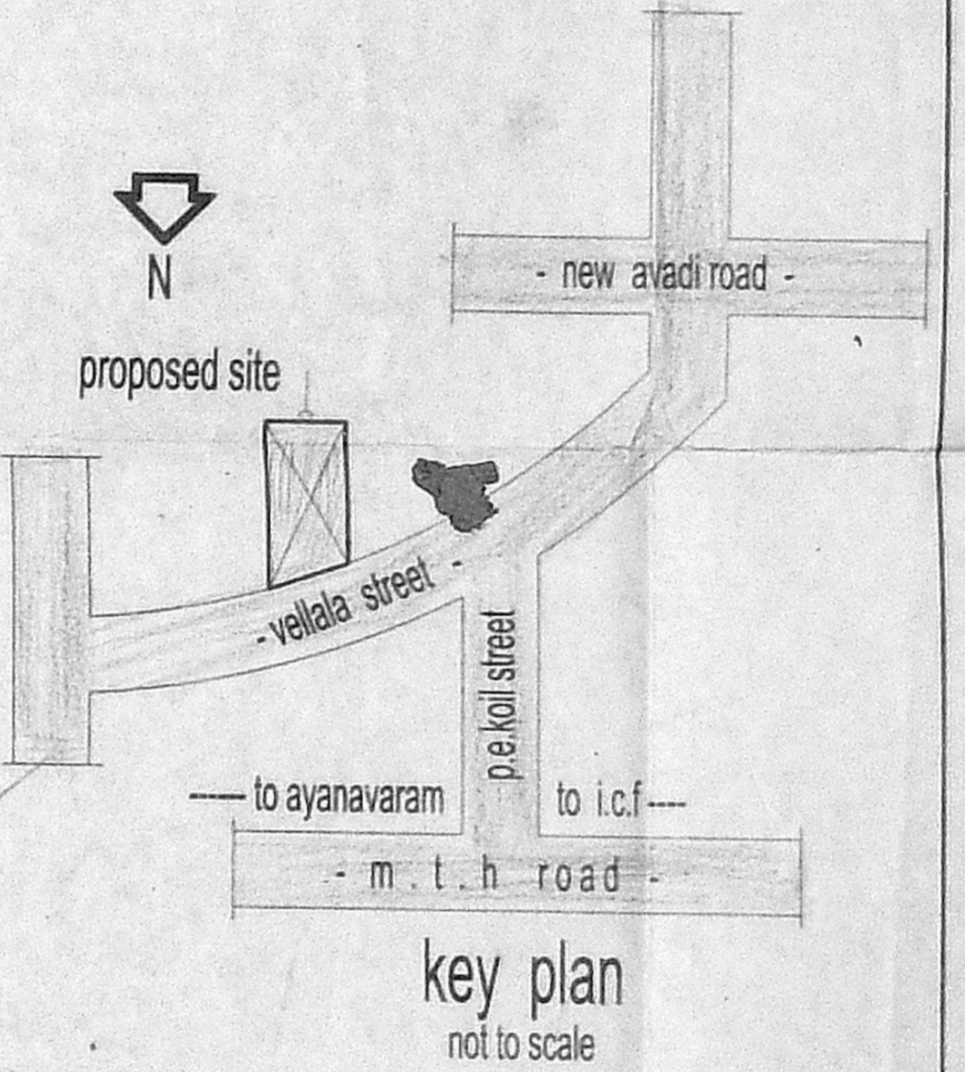 N
- new avadi road -
proposed site
- vellala street -
p.e.koil street
---- to ayanavaram
to i.c.f ----
- m . t . h road -
key plan
not to scale